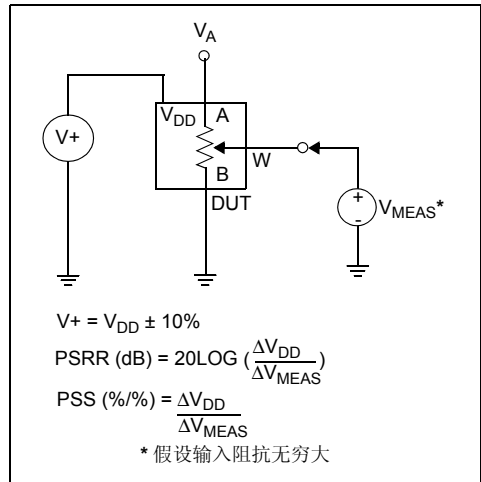 V_A
V_DD A
V+
W
B
DUT
+
V_MEAS*
-
V+ = V_DD ± 10%
PSRR (dB) = 20LOG (ΔV_DD / ΔV_MEAS)
PSS (%/%) = ΔV_DD / ΔV_MEAS
* 假设输入阻抗无穷大